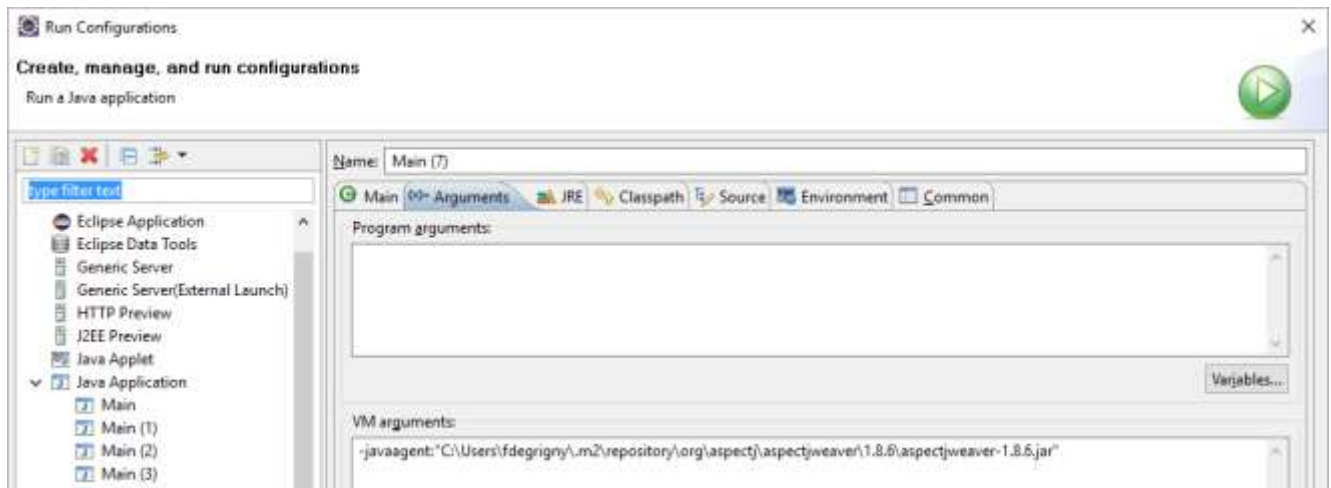 Run Configurations
Create, manage, and run configurations
Run a Java application
type filter text
Eclipse Application
Eclipse Data Tools
Generic Server
Generic Server(External Launch)
HTTP Preview
J2EE Preview
Java Applet
Java Application
Main
Main (1)
Main (2)
Main (3)
Name: Main (7)
Main Arguments JRE Classpath Source Environment Common
Program arguments:
Variables...
VM arguments:
-javaagent:"C:\Users\fdegrigny\.m2\repository\org\aspectj\aspectjweaver\1.8.6\aspectjweaver-1.8.6.jar"